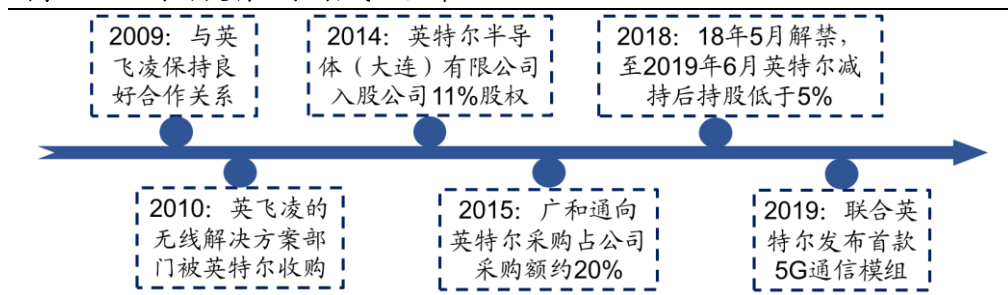 2009：与英
飞凌保持良
好合作关系
2014：英特尔半导
体（大连）有限公司
入股公司11%股权
2018：18年5月解禁，
至2019年6月英特尔减
持后持股低于5%
2010：英飞凌的
无线解决方案部
门被英特尔收购
2015：广和通向
英特尔采购占公司
采购额约20%
2019：联合英
特尔发布首款
5G通信模组